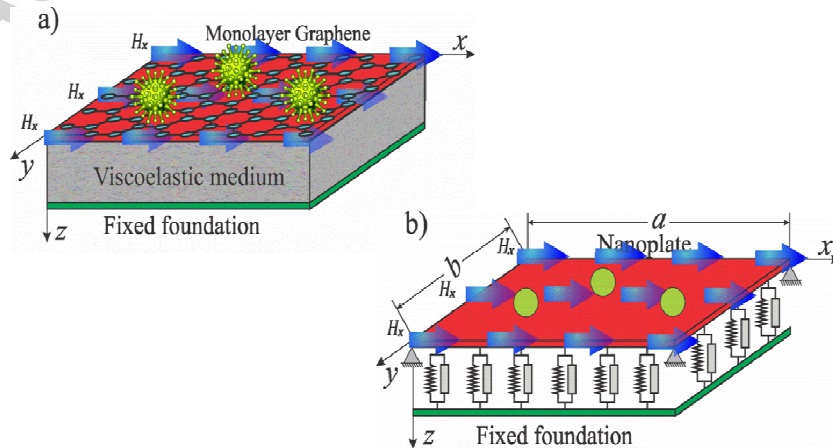 a)
Monolayer Graphene
Hx
x
Hx
Hx
y
Viscoelastic medium
Fixed foundation
z
b)
a
Nanoplate
Hx
x
b
Hx
Hx
y
z
Fixed foundation